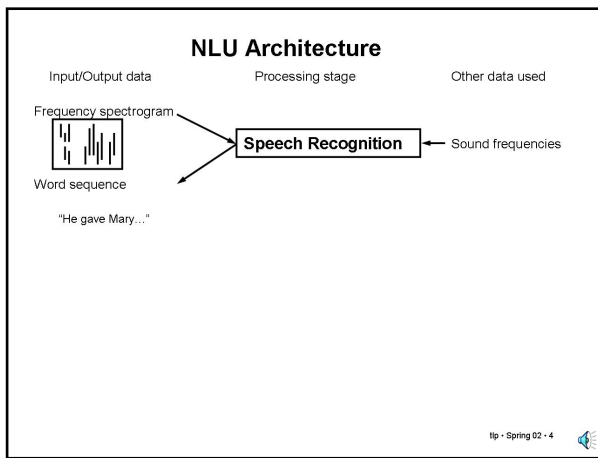 NLU Architecture
Input/Output data Processing stage Other data used
Frequency spectrogram
Speech Recognition Sound frequencies
Word sequence
"He gave Mary…"
tlp • Spring 02 • 4